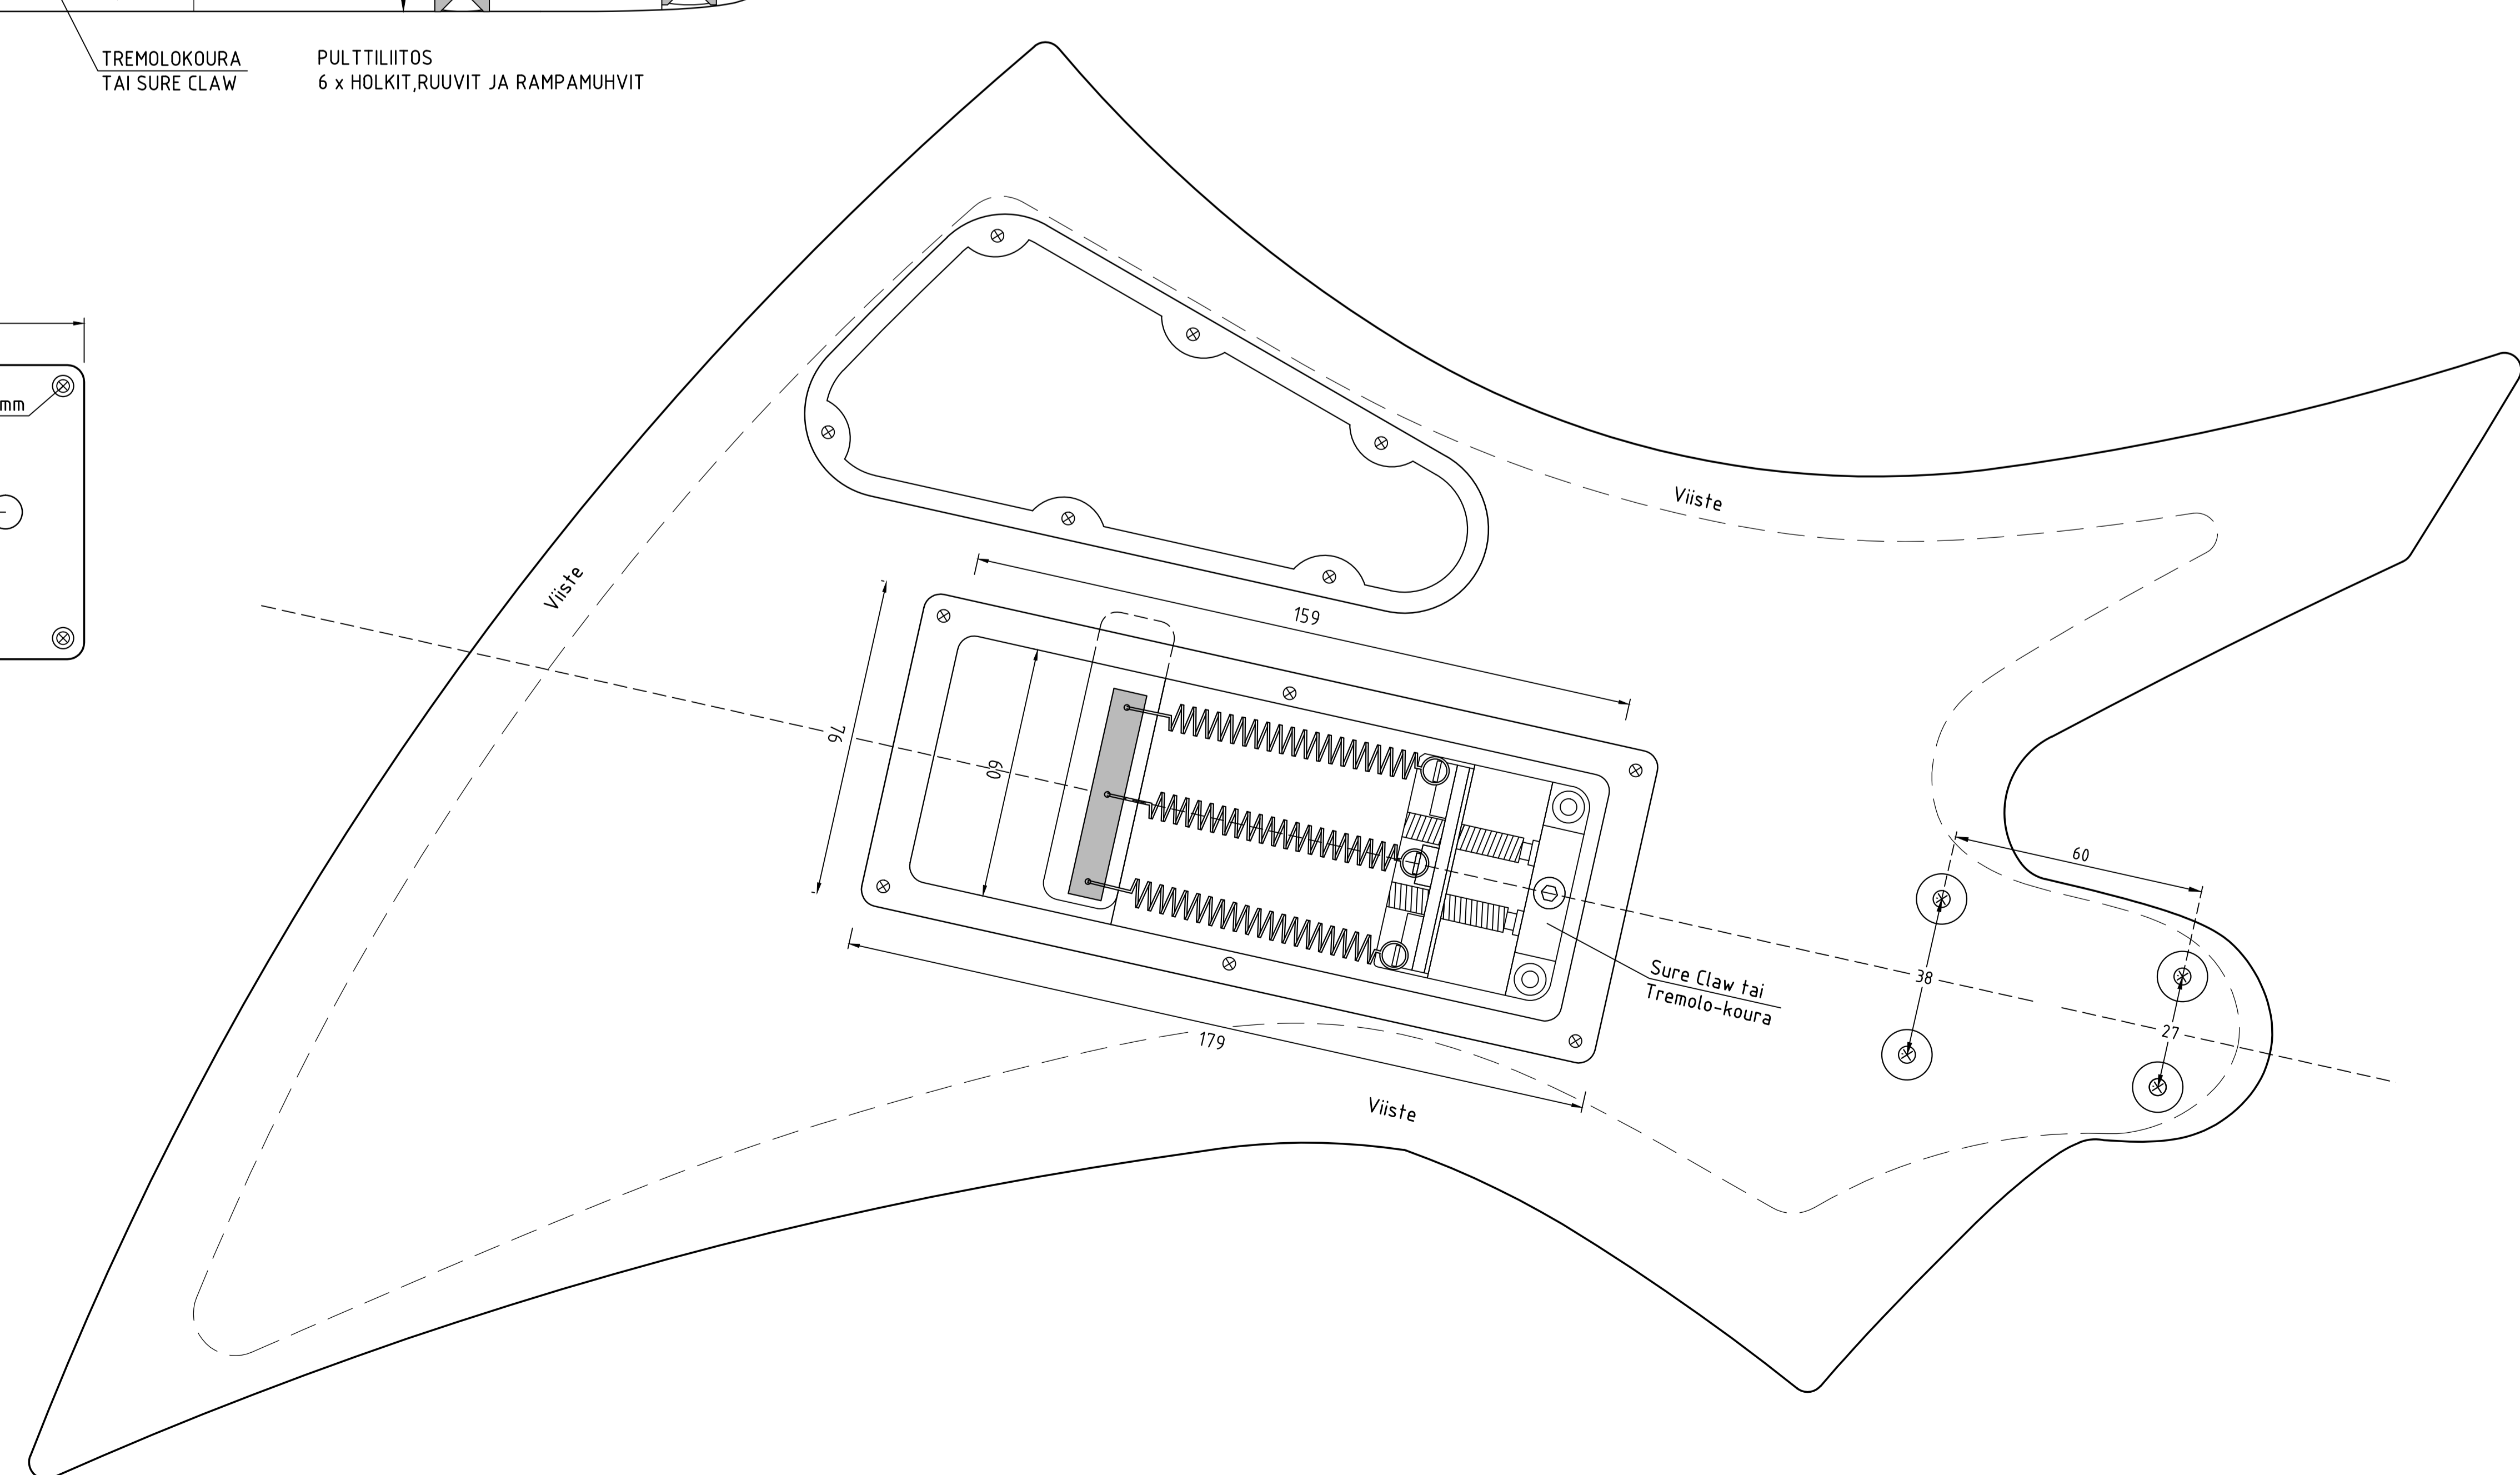 TREMOLOKOURA
TAI SURE CLAW
PULTTILIITOS
6 x HOLKIT,RUUVIT JA RAMPAMUHVIT
mm
Viiste
Viiste
159
76
60
60
38
27
Sure Claw tai
Tremolo-koura
179
Viiste